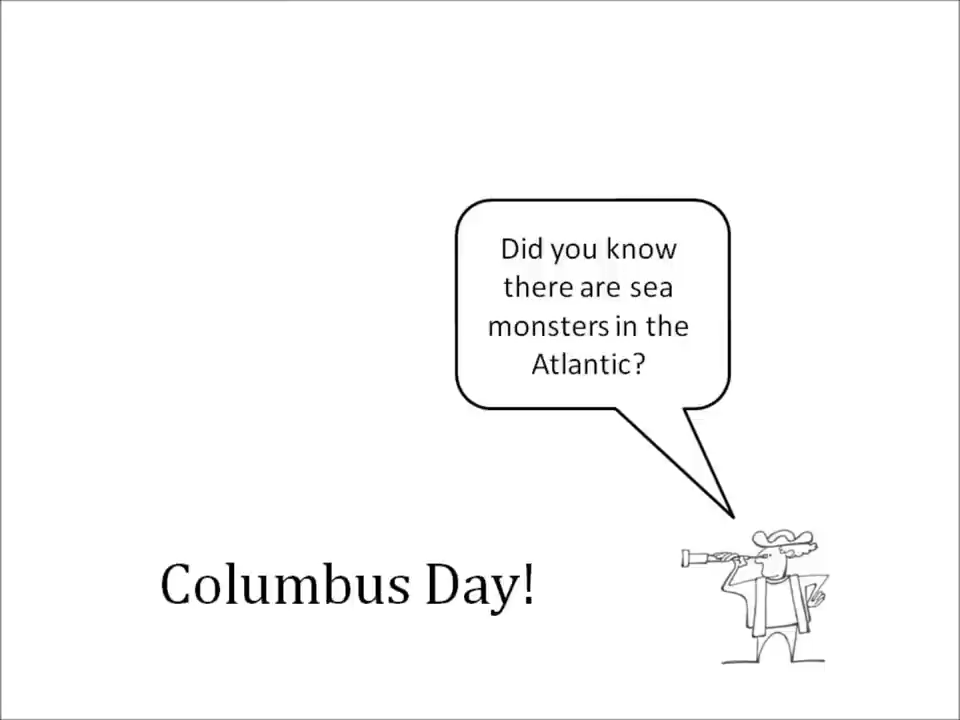 Did you know
there are sea
monsters in the
Atlantic?
Columbus Day!